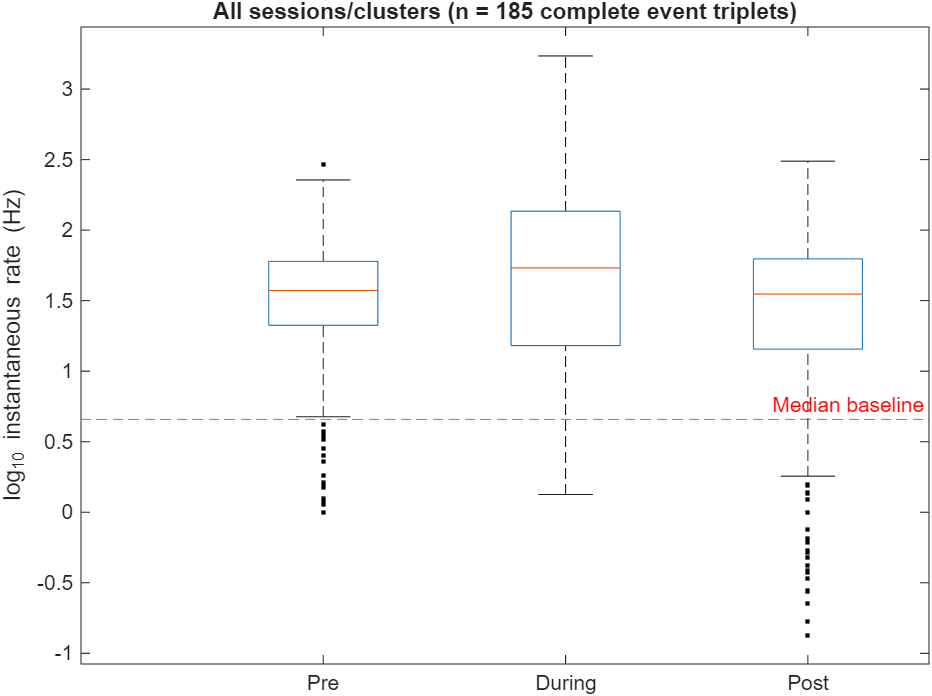 All sessions/clusters (n = 185 complete event triplets)
log₁₀ instantaneous rate (Hz)
3
2.5
2
1.5
1
0.5
0
-0.5
-1
Median baseline
Pre During Post